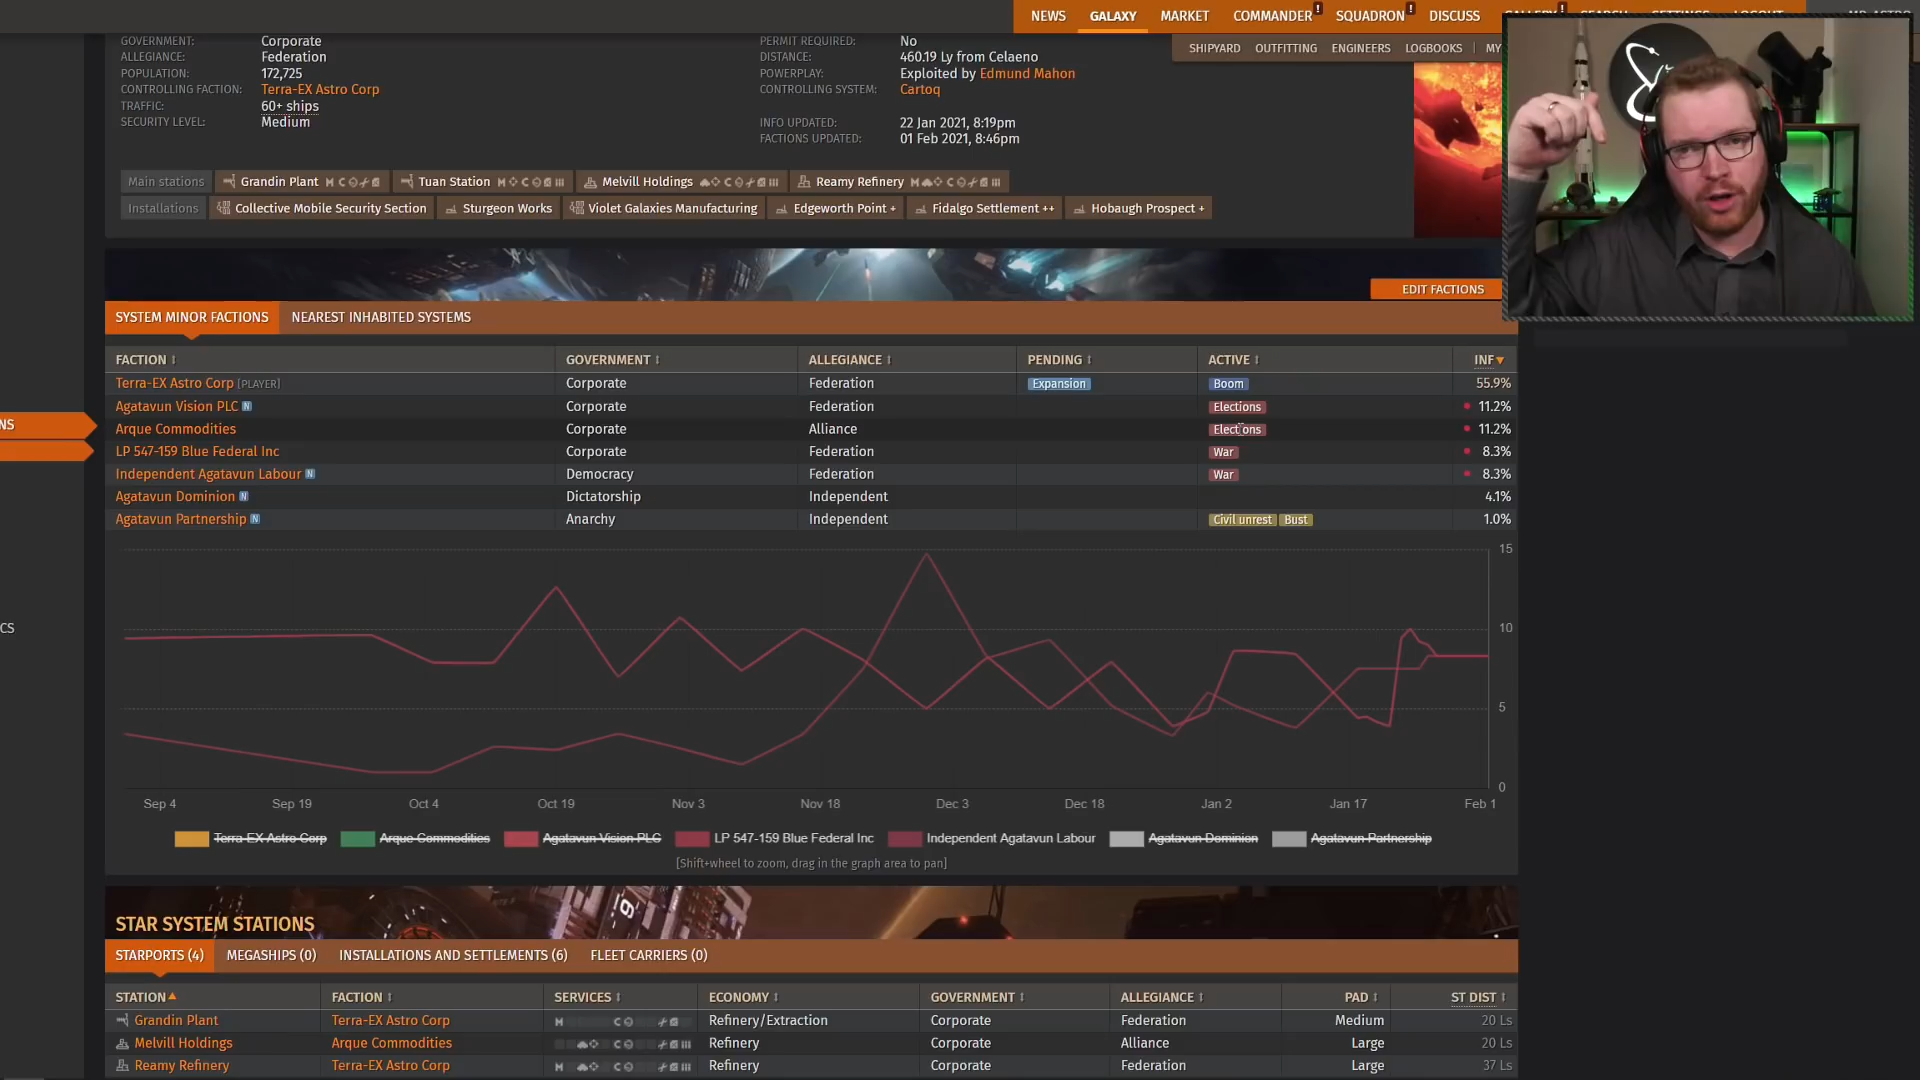 NEWS GALAXY MARKET COMMANDER ! SQUADRON ! DISCUSS !
SHIPYARD OUTFITTING ENGINEERS LOGBOOKS MY
GOVERNMENT: Corporate
ALLEGIANCE: Federation
POPULATION: 172,725
CONTROLLING FACTION: Terra-EX Astro Corp
TRAFFIC: 60+ ships
SECURITY LEVEL: Medium
PERMIT REQUIRED: No
DISTANCE: 460.19 Ly from Celaeno
POWERPLAY: Exploited by Edmund Mahon
CONTROLLING SYSTEM: Cartoq
INFO UPDATED: 22 Jan 2021, 8:19pm
FACTIONS UPDATED: 01 Feb 2021, 8:46pm
Main stations Grandin Plant Tuan Station Melvill Holdings Reamy Refinery
Installations Collective Mobile Security Section Sturgeon Works Violet Galaxies Manufacturing Edgeworth Point + Fidalgo Settlement ++ Hobaugh Prospect +
EDIT FACTIONS
SYSTEM MINOR FACTIONS NEAREST INHABITED SYSTEMS
FACTION GOVERNMENT ALLEGIANCE PENDING ACTIVE INF
Terra-EX Astro Corp [PLAYER] Corporate Federation Expansion Boom 55.9%
Agatavun Vision PLC N Corporate Federation Elections 11.2%
Arque Commodities Corporate Alliance Elections 11.2%
LP 547-159 Blue Federal Inc Corporate Federation War 8.3%
Independent Agatavun Labour N Democracy Federation War 8.3%
Agatavun Dominion N Dictatorship Independent 4.1%
Agatavun Partnership N Anarchy Independent Civil unrest Bust 1.0%
NS
CS
15
10
5
0
Sep 4 Sep 19 Oct 4 Oct 19 Nov 3 Nov 18 Dec 3 Dec 18 Jan 2 Jan 17 Feb 1
Terra-EX Astro Corp Arque Commodities Agatavun Vision PLC LP 547-159 Blue Federal Inc Independent Agatavun Labour Agatavun Dominion Agatavun Partnership
[Shift+wheel to zoom, drag in the graph area to pan]
STAR SYSTEM STATIONS
STARPORTS (4) MEGASHIPS (0) INSTALLATIONS AND SETTLEMENTS (6) FLEET CARRIERS (0)
STATION FACTION SERVICES ECONOMY GOVERNMENT ALLEGIANCE PAD ST DIST
Grandin Plant Terra-EX Astro Corp Refinery/Extraction Corporate Federation Medium 20 Ls
Melvill Holdings Arque Commodities Refinery Corporate Alliance Large 20 Ls
Reamy Refinery Terra-EX Astro Corp Refinery Corporate Federation Large 37 Ls